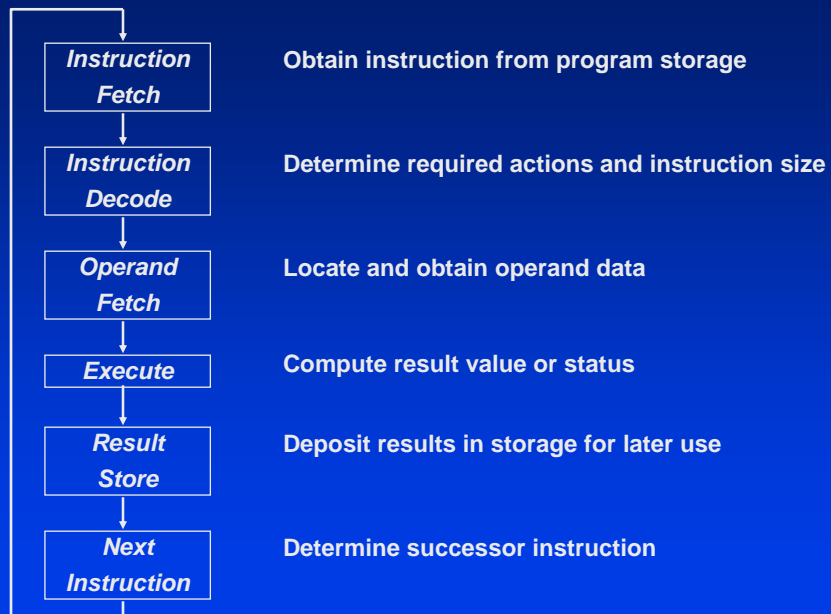 Instruction
Fetch
Obtain instruction from program storage
Instruction
Decode
Determine required actions and instruction size
Operand
Fetch
Locate and obtain operand data
Execute
Compute result value or status
Result
Store
Deposit results in storage for later use
Next
Instruction
Determine successor instruction